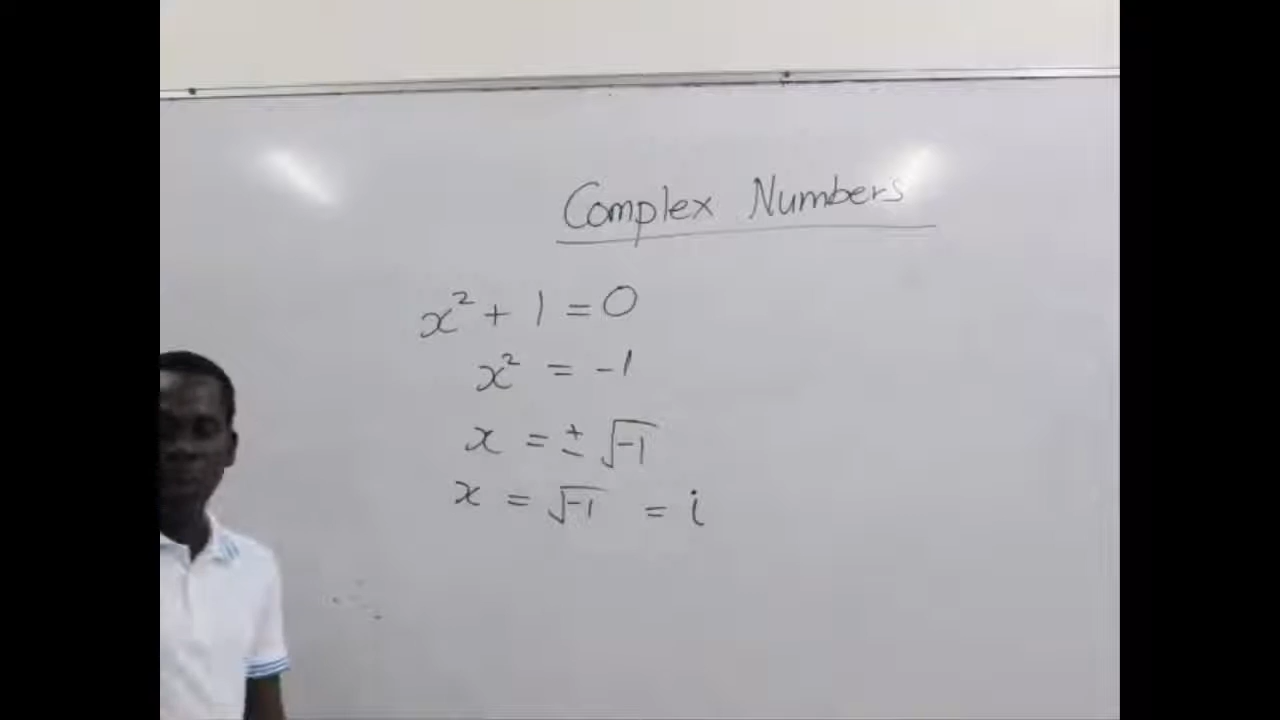 Complex Numbers
x² + 1 = 0
x² = -1
x = ± √-1
x = √-1 = i